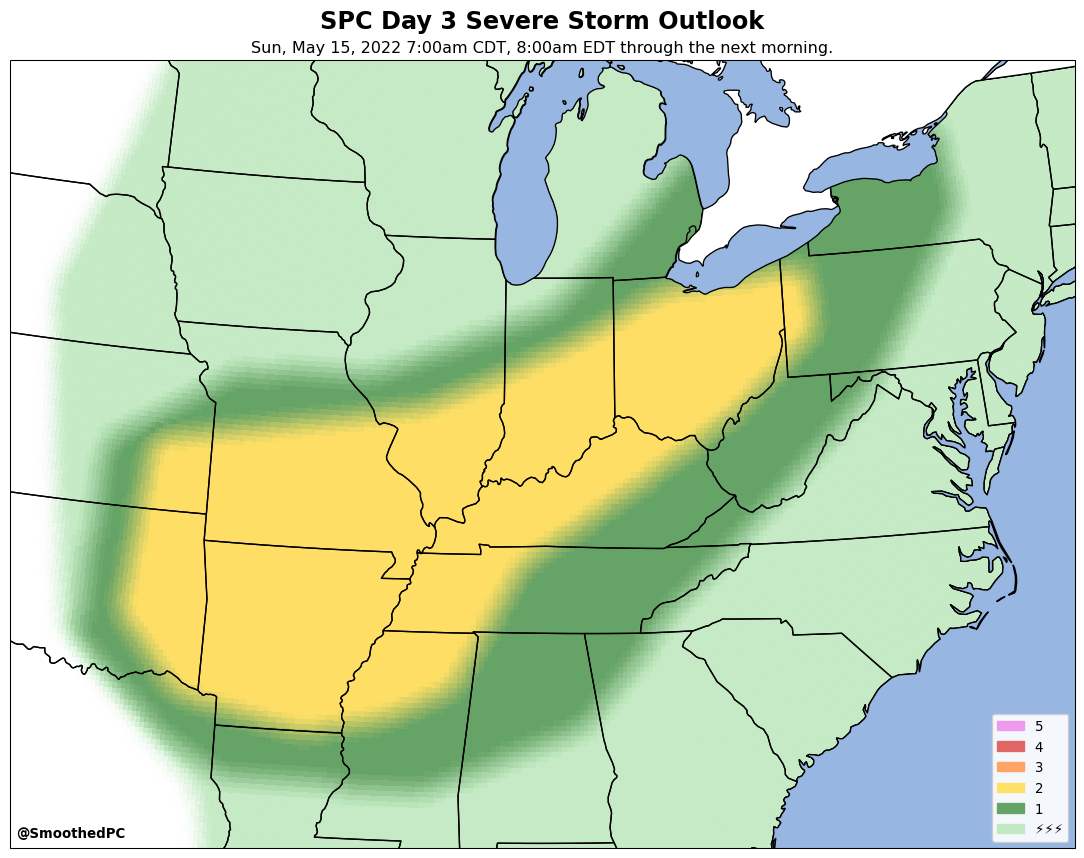 SPC Day 3 Severe Storm Outlook
Sun, May 15, 2022 7:00am CDT, 8:00am EDT through the next morning.
5
4
3
2
1
⚡⚡⚡
@SmoothedPC